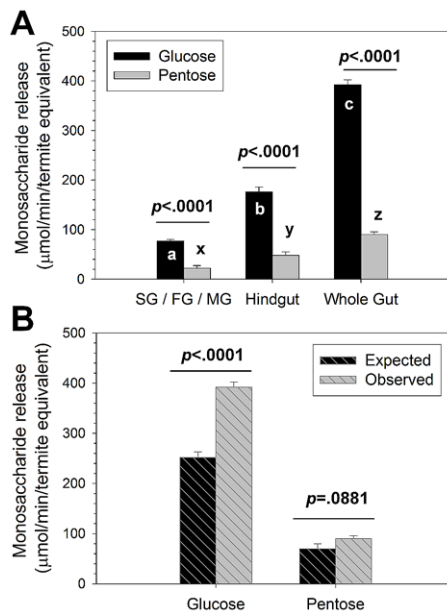 A
500
400
300
200
100
0
Monosaccharide release
(μmol/min/termite equivalent)
Glucose
Pentose
p<.0001
p<.0001
p<.0001
a
x
b
y
c
z
SG / FG / MG
Hindgut
Whole Gut
B
500
400
300
200
100
0
Monosaccharide release
(μmol/min/termite equivalent)
p<.0001
Expected
Observed
p=.0881
Glucose
Pentose